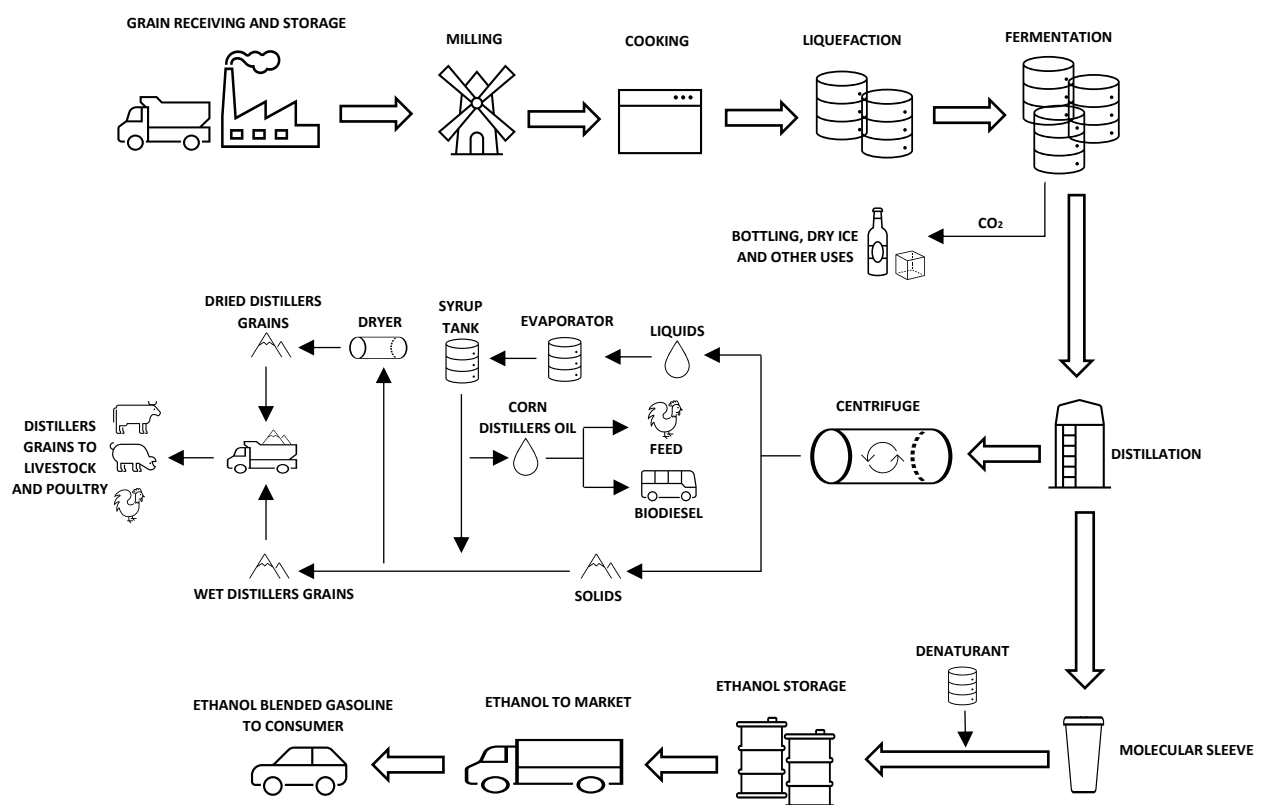 GRAIN RECEIVING AND STORAGE
MILLING
COOKING
LIQUEFACTION
FERMENTATION
CO2
BOTTLING, DRY ICE
AND OTHER USES
DRIED DISTILLERS
GRAINS
DRYER
SYRUP
TANK
EVAPORATOR
LIQUIDS
CORN
DISTILLERS OIL
FEED
BIODIESEL
CENTRIFUGE
DISTILLATION
DISTILLERS
GRAINS TO
LIVESTOCK
AND POULTRY
WET DISTILLERS GRAINS
SOLIDS
DENATURANT
ETHANOL BLENDED GASOLINE
TO CONSUMER
ETHANOL TO MARKET
ETHANOL STORAGE
MOLECULAR SLEEVE